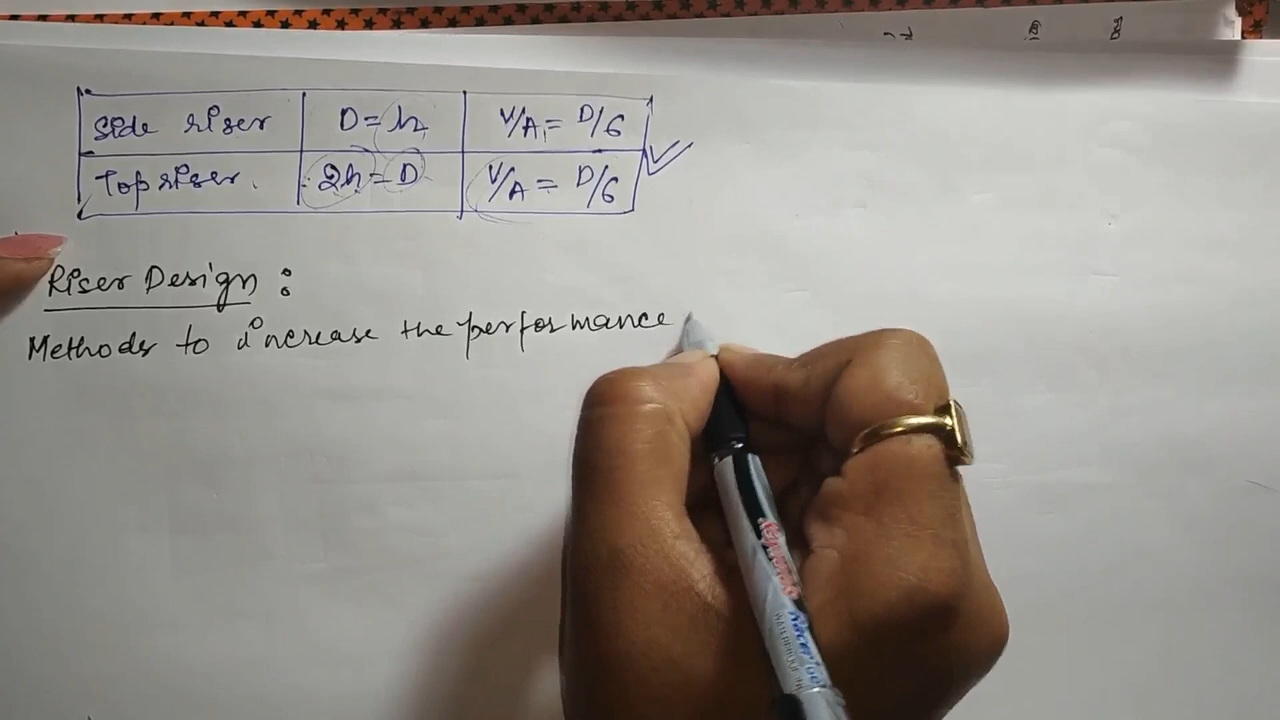 Side riser D = h V/A = D/6
Top riser. 2h = D V/A = D/6
Riser Design :
Methods to increase the performance